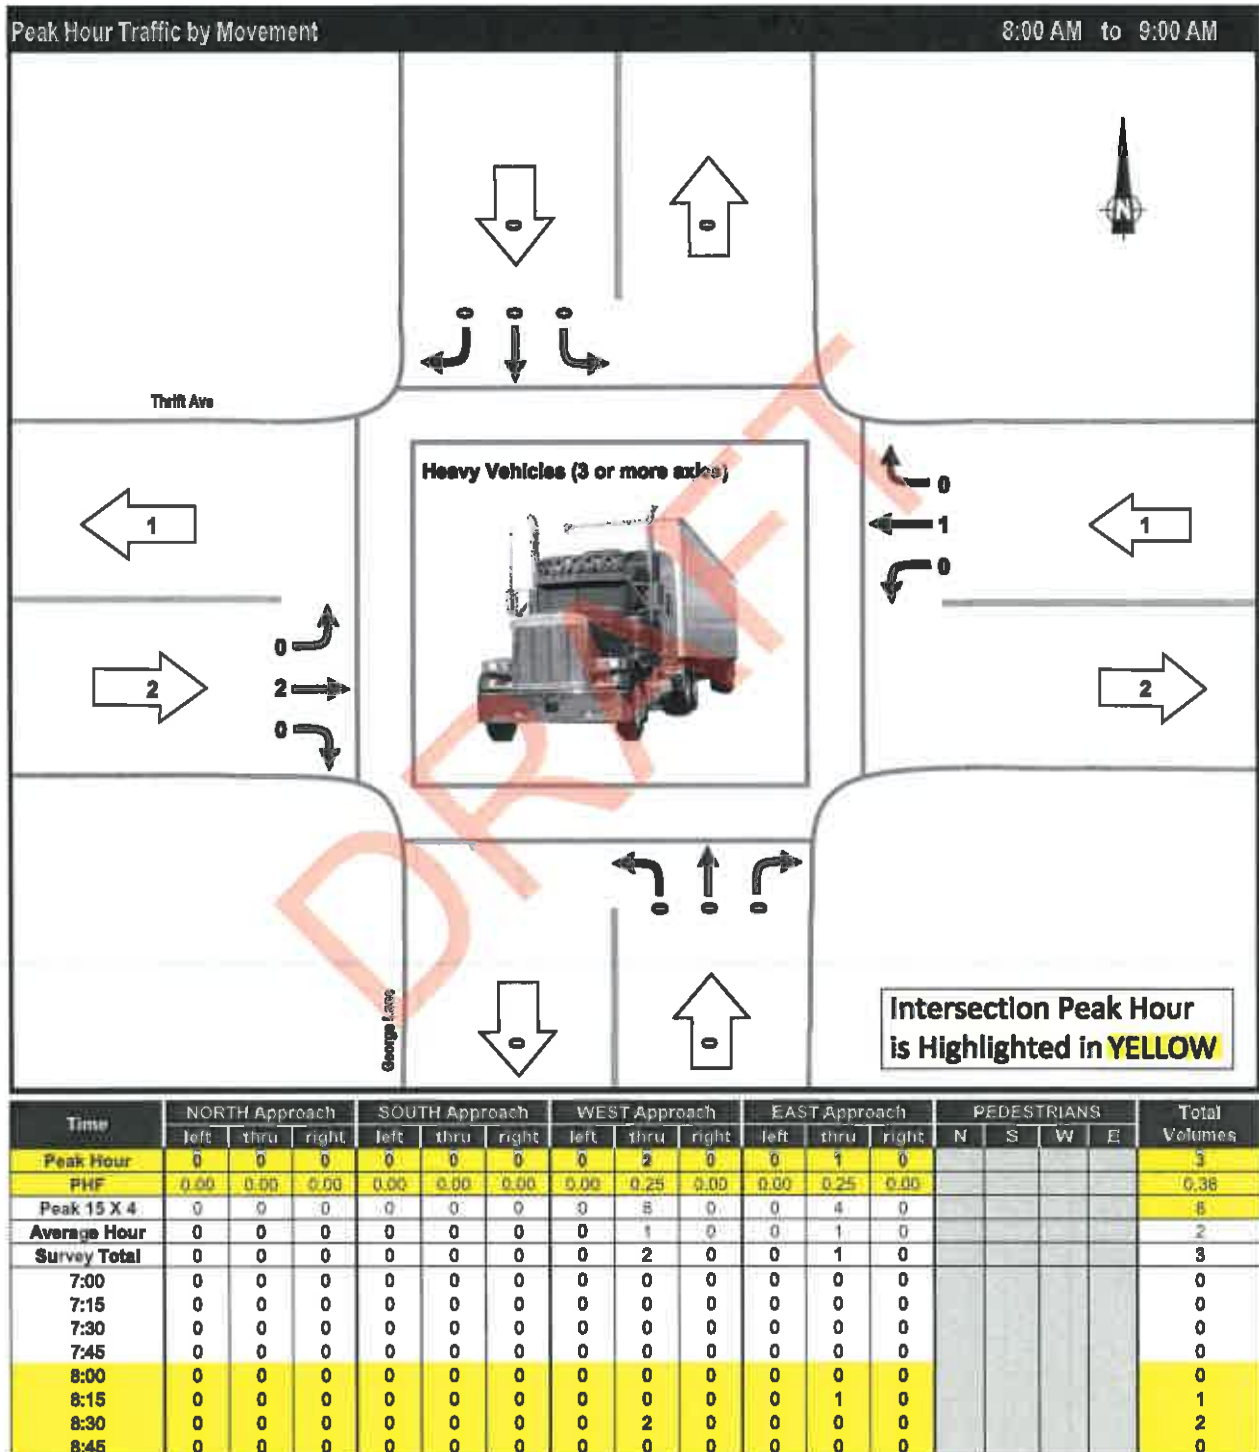 Peak Hour Traffic by Movement 8:00 AM to 9:00 AM
0 0
N
0 0 0
Thrift Ave
Heavy Vehicles (3 or more axles)
0
1 1 1
0
0
2 2 2
0
DRAFT
0 0 0
George Lane
0 0
Intersection Peak Hour
is Highlighted in YELLOW
Time NORTH Approach SOUTH Approach WEST Approach EAST Approach PEDESTRIANS Total
left thru right left thru right left thru right left thru right N S W E Volumes
Peak Hour 0 0 0 0 0 0 0 2 0 0 1 0 3
PHF 0.00 0.00 0.00 0.00 0.00 0.00 0.00 0.25 0.00 0.00 0.25 0.00 0.38
Peak 15 X 4 0 0 0 0 0 0 0 8 0 0 4 0 8
Average Hour 0 0 0 0 0 0 0 1 0 0 1 0 2
Survey Total 0 0 0 0 0 0 0 2 0 0 1 0 3
7:00 0 0 0 0 0 0 0 0 0 0 0 0 0
7:15 0 0 0 0 0 0 0 0 0 0 0 0 0
7:30 0 0 0 0 0 0 0 0 0 0 0 0 0
7:45 0 0 0 0 0 0 0 0 0 0 0 0 0
8:00 0 0 0 0 0 0 0 0 0 0 0 0 0
8:15 0 0 0 0 0 0 0 0 0 0 1 0 1
8:30 0 0 0 0 0 0 0 2 0 0 0 0 2
8:45 0 0 0 0 0 0 0 0 0 0 0 0 0